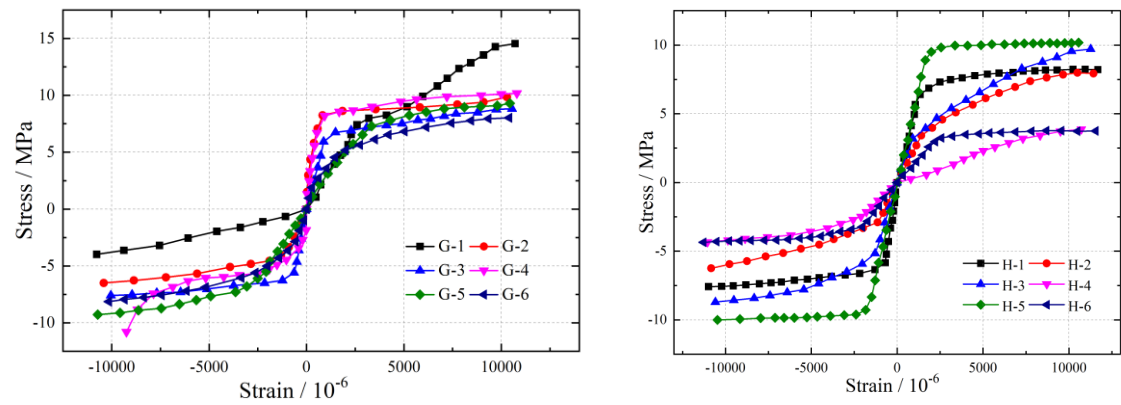 15
10
5
0
-5
-10
Stress / MPa
G-1 G-2
G-3 G-4
G-5 G-6
-10000 -5000 0 5000 10000
Strain / 10⁻⁶
10
5
0
-5
-10
Stress / MPa
H-1 H-2
H-3 H-4
H-5 H-6
-10000 -5000 0 5000 10000
Strain / 10⁻⁶